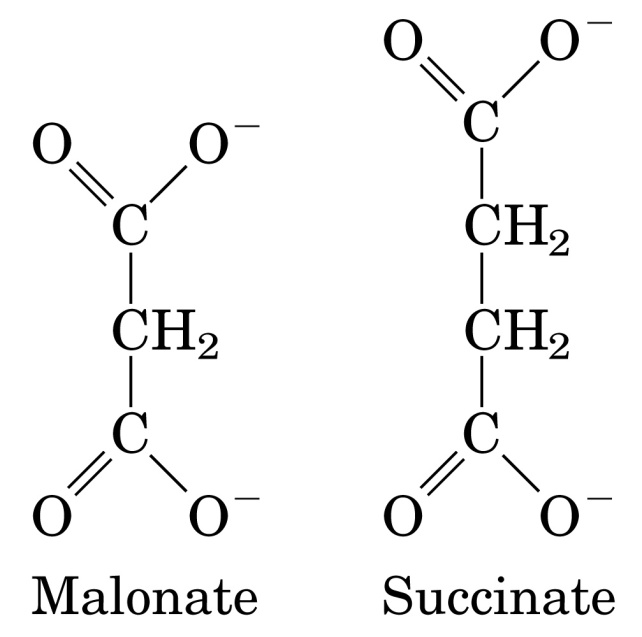 O O⁻
C
CH₂
C
O O⁻
Malonate
O O⁻
C
CH₂
CH₂
C
O O⁻
Succinate